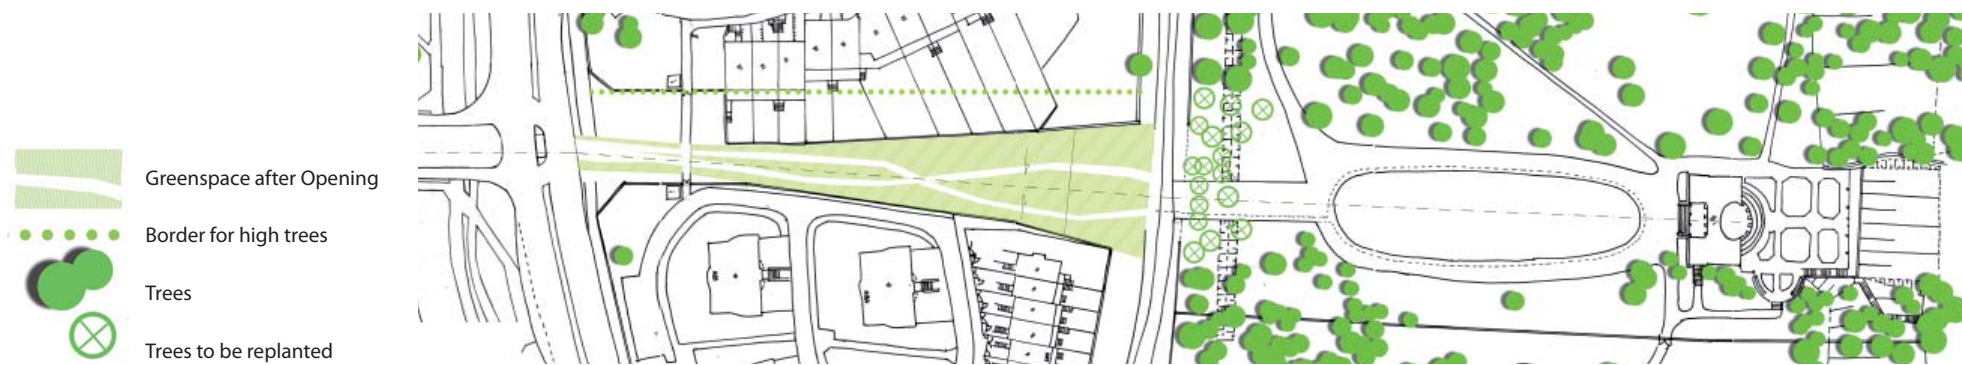 Greenspace after Opening
Border for high trees
Trees
Trees to be replanted